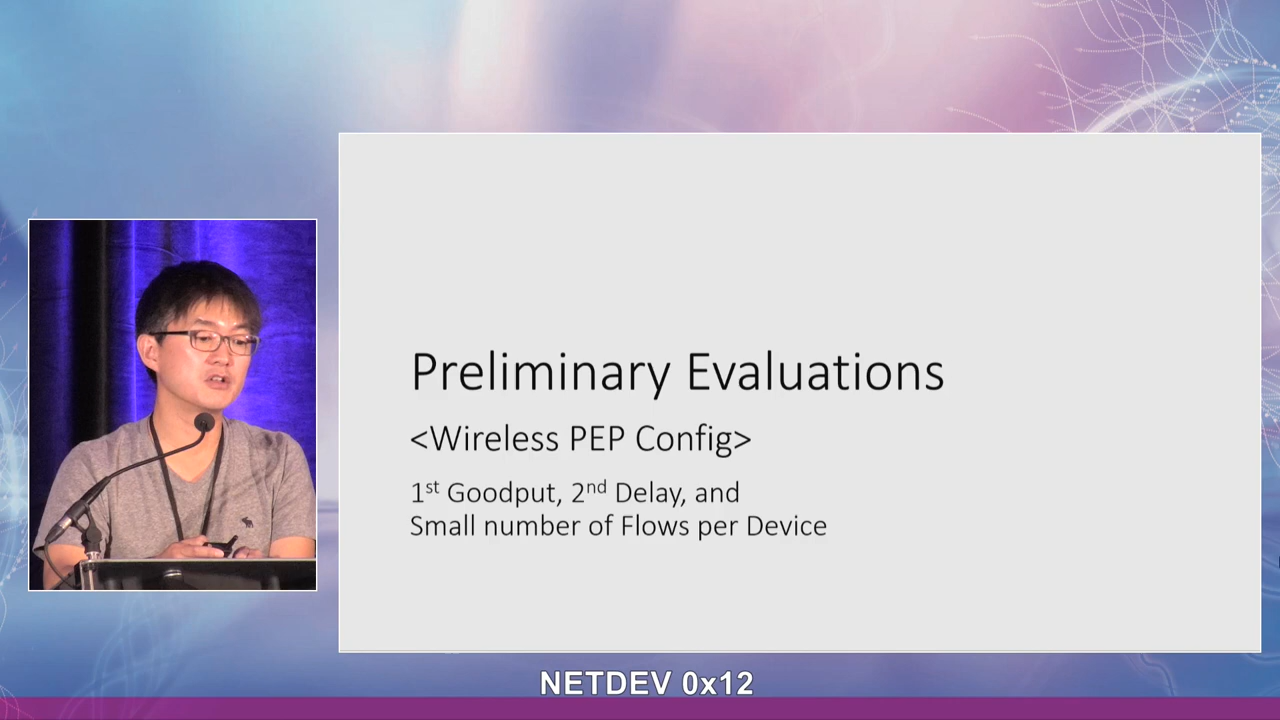 Preliminary Evaluations
<Wireless PEP Config>
1st Goodput, 2nd Delay, and
Small number of Flows per Device
NETDEV 0x12